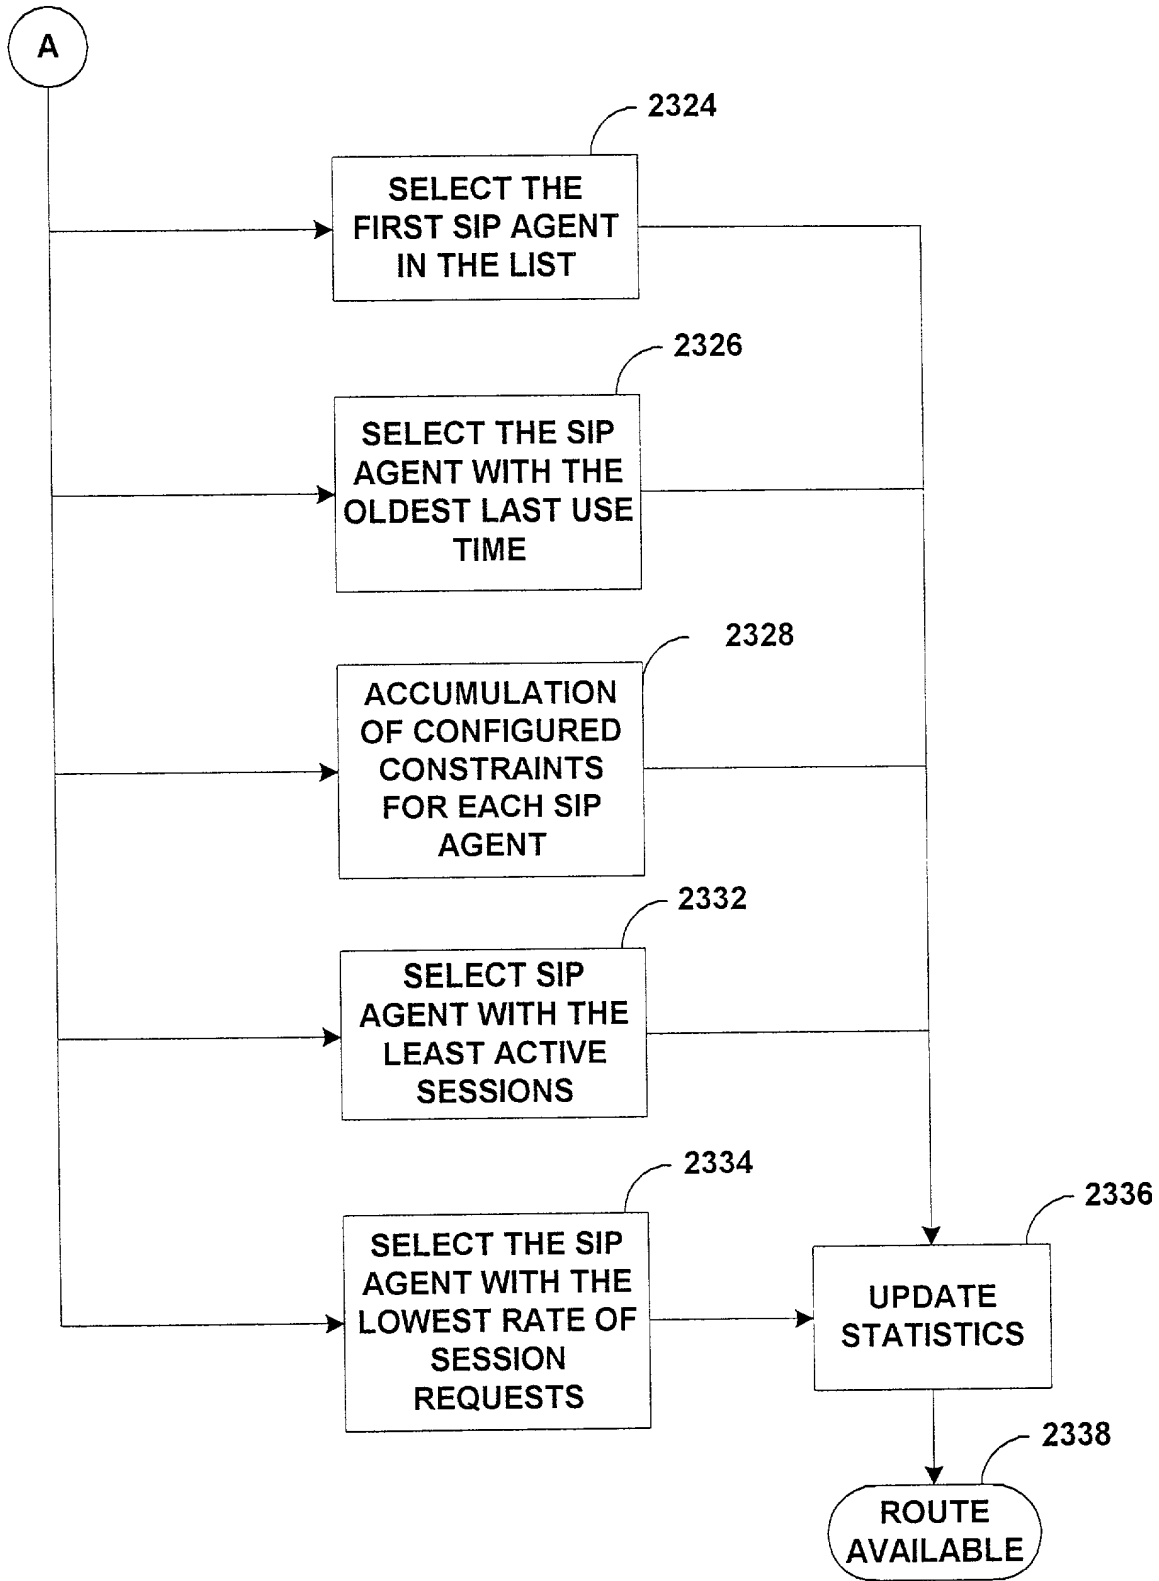 A
2324
SELECT THE
FIRST SIP AGENT
IN THE LIST
2326
SELECT THE SIP
AGENT WITH THE
OLDEST LAST USE
TIME
2328
ACCUMULATION
OF CONFIGURED
CONSTRAINTS
FOR EACH SIP
AGENT
2332
SELECT SIP
AGENT WITH THE
LEAST ACTIVE
SESSIONS
2334
SELECT THE SIP
AGENT WITH THE
LOWEST RATE OF
SESSION
REQUESTS
2336
UPDATE
STATISTICS
2338
ROUTE
AVAILABLE